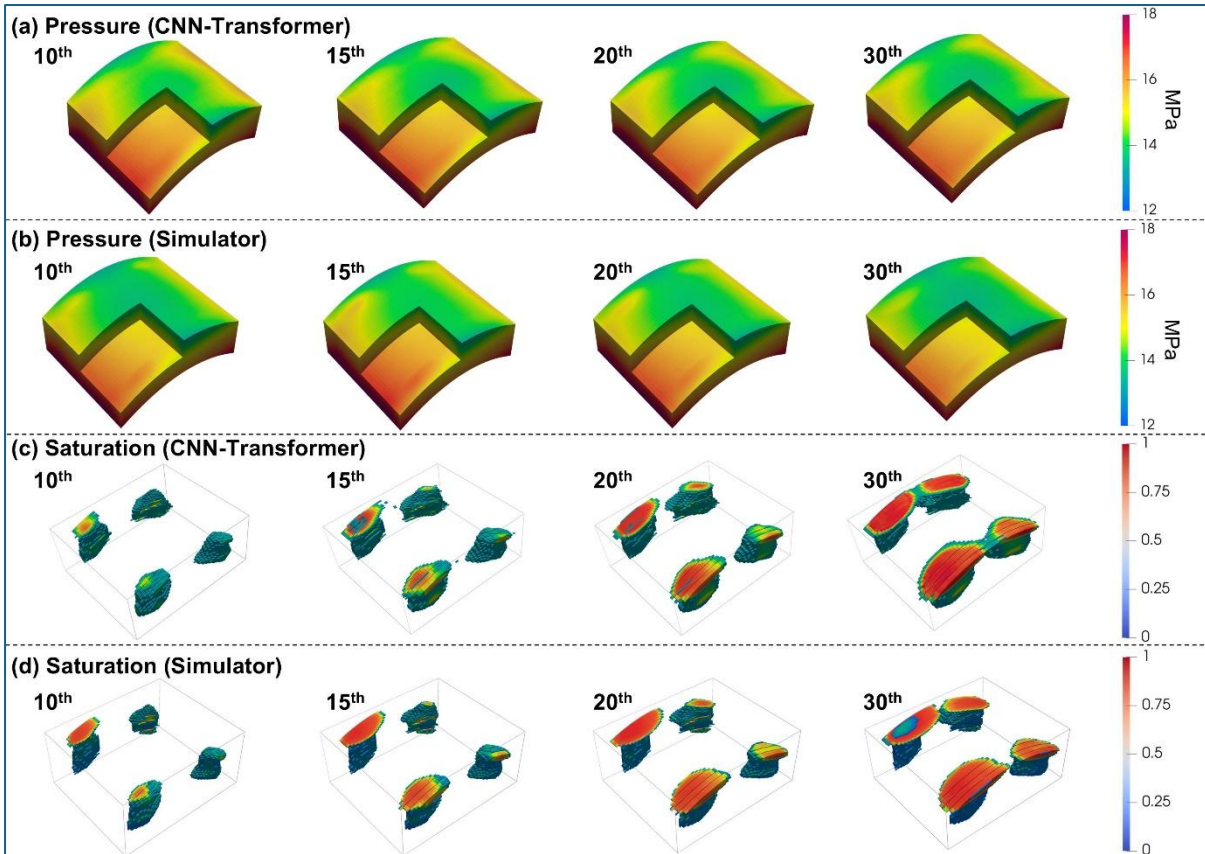 (a) Pressure (CNN-Transformer)
10th 15th 20th 30th
18
16
14
12
MPa
(b) Pressure (Simulator)
10th 15th 20th 30th
18
16
14
12
MPa
(c) Saturation (CNN-Transformer)
10th 15th 20th 30th
1
0.75
0.5
0.25
0
(d) Saturation (Simulator)
10th 15th 20th 30th
1
0.75
0.5
0.25
0